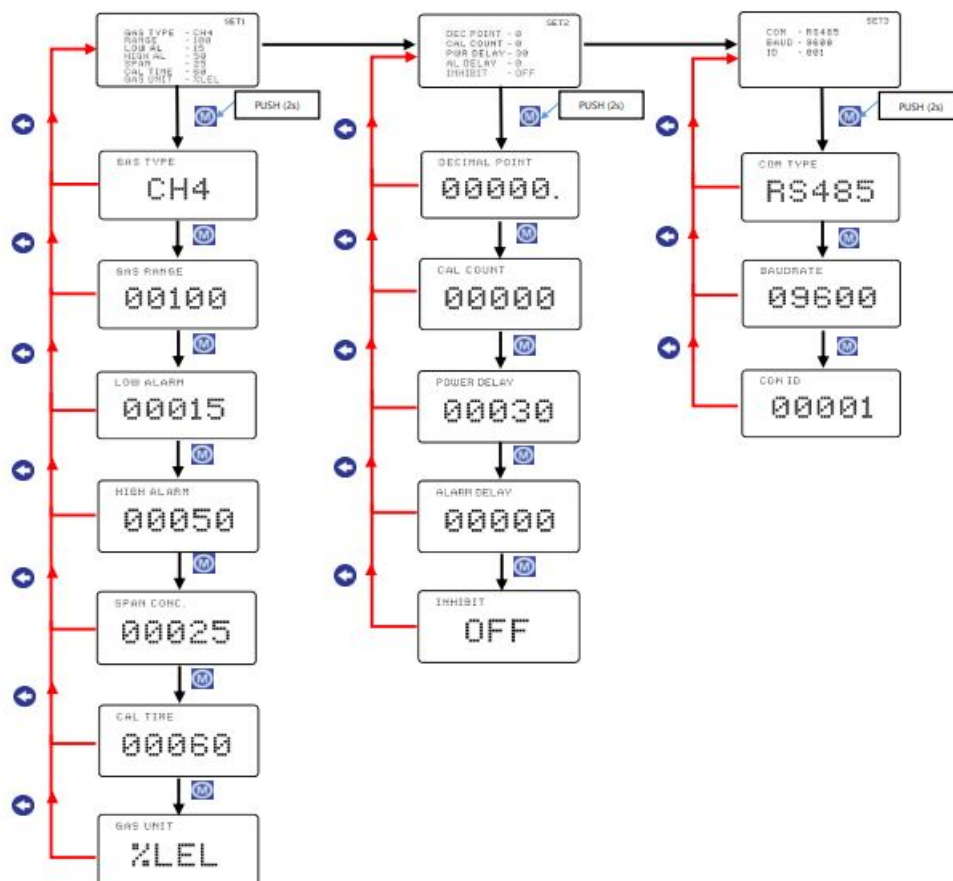 SET1
GAS TYPE - CH4
RANGE - 100
LOW AL - 15
HIGH AL - 50
SPAN - 25
CAL TIME - 60
GAS UNIT - %LEL
M
PUSH (2s)
GAS TYPE
CH4
M
GAS RANGE
00100
M
LOW ALARM
00015
M
HIGH ALARM
00050
M
SPAN CONC.
00025
M
CAL TIME
00060
M
GAS UNIT
%LEL
SET2
DEC POINT - 0
CAL COUNT - 0
PWR DELAY - 30
AL DELAY - 0
INHIBIT - OFF
M
PUSH (2s)
DECIMAL POINT
00000.
M
CAL COUNT
00000
M
POWER DELAY
00030
M
ALARM DELAY
00000
M
INHIBIT
OFF
SET3
COM - RS485
BAUD - 9600
ID - 001
M
PUSH (2s)
COM TYPE
RS485
M
BAUDRATE
09600
M
COM ID
00001